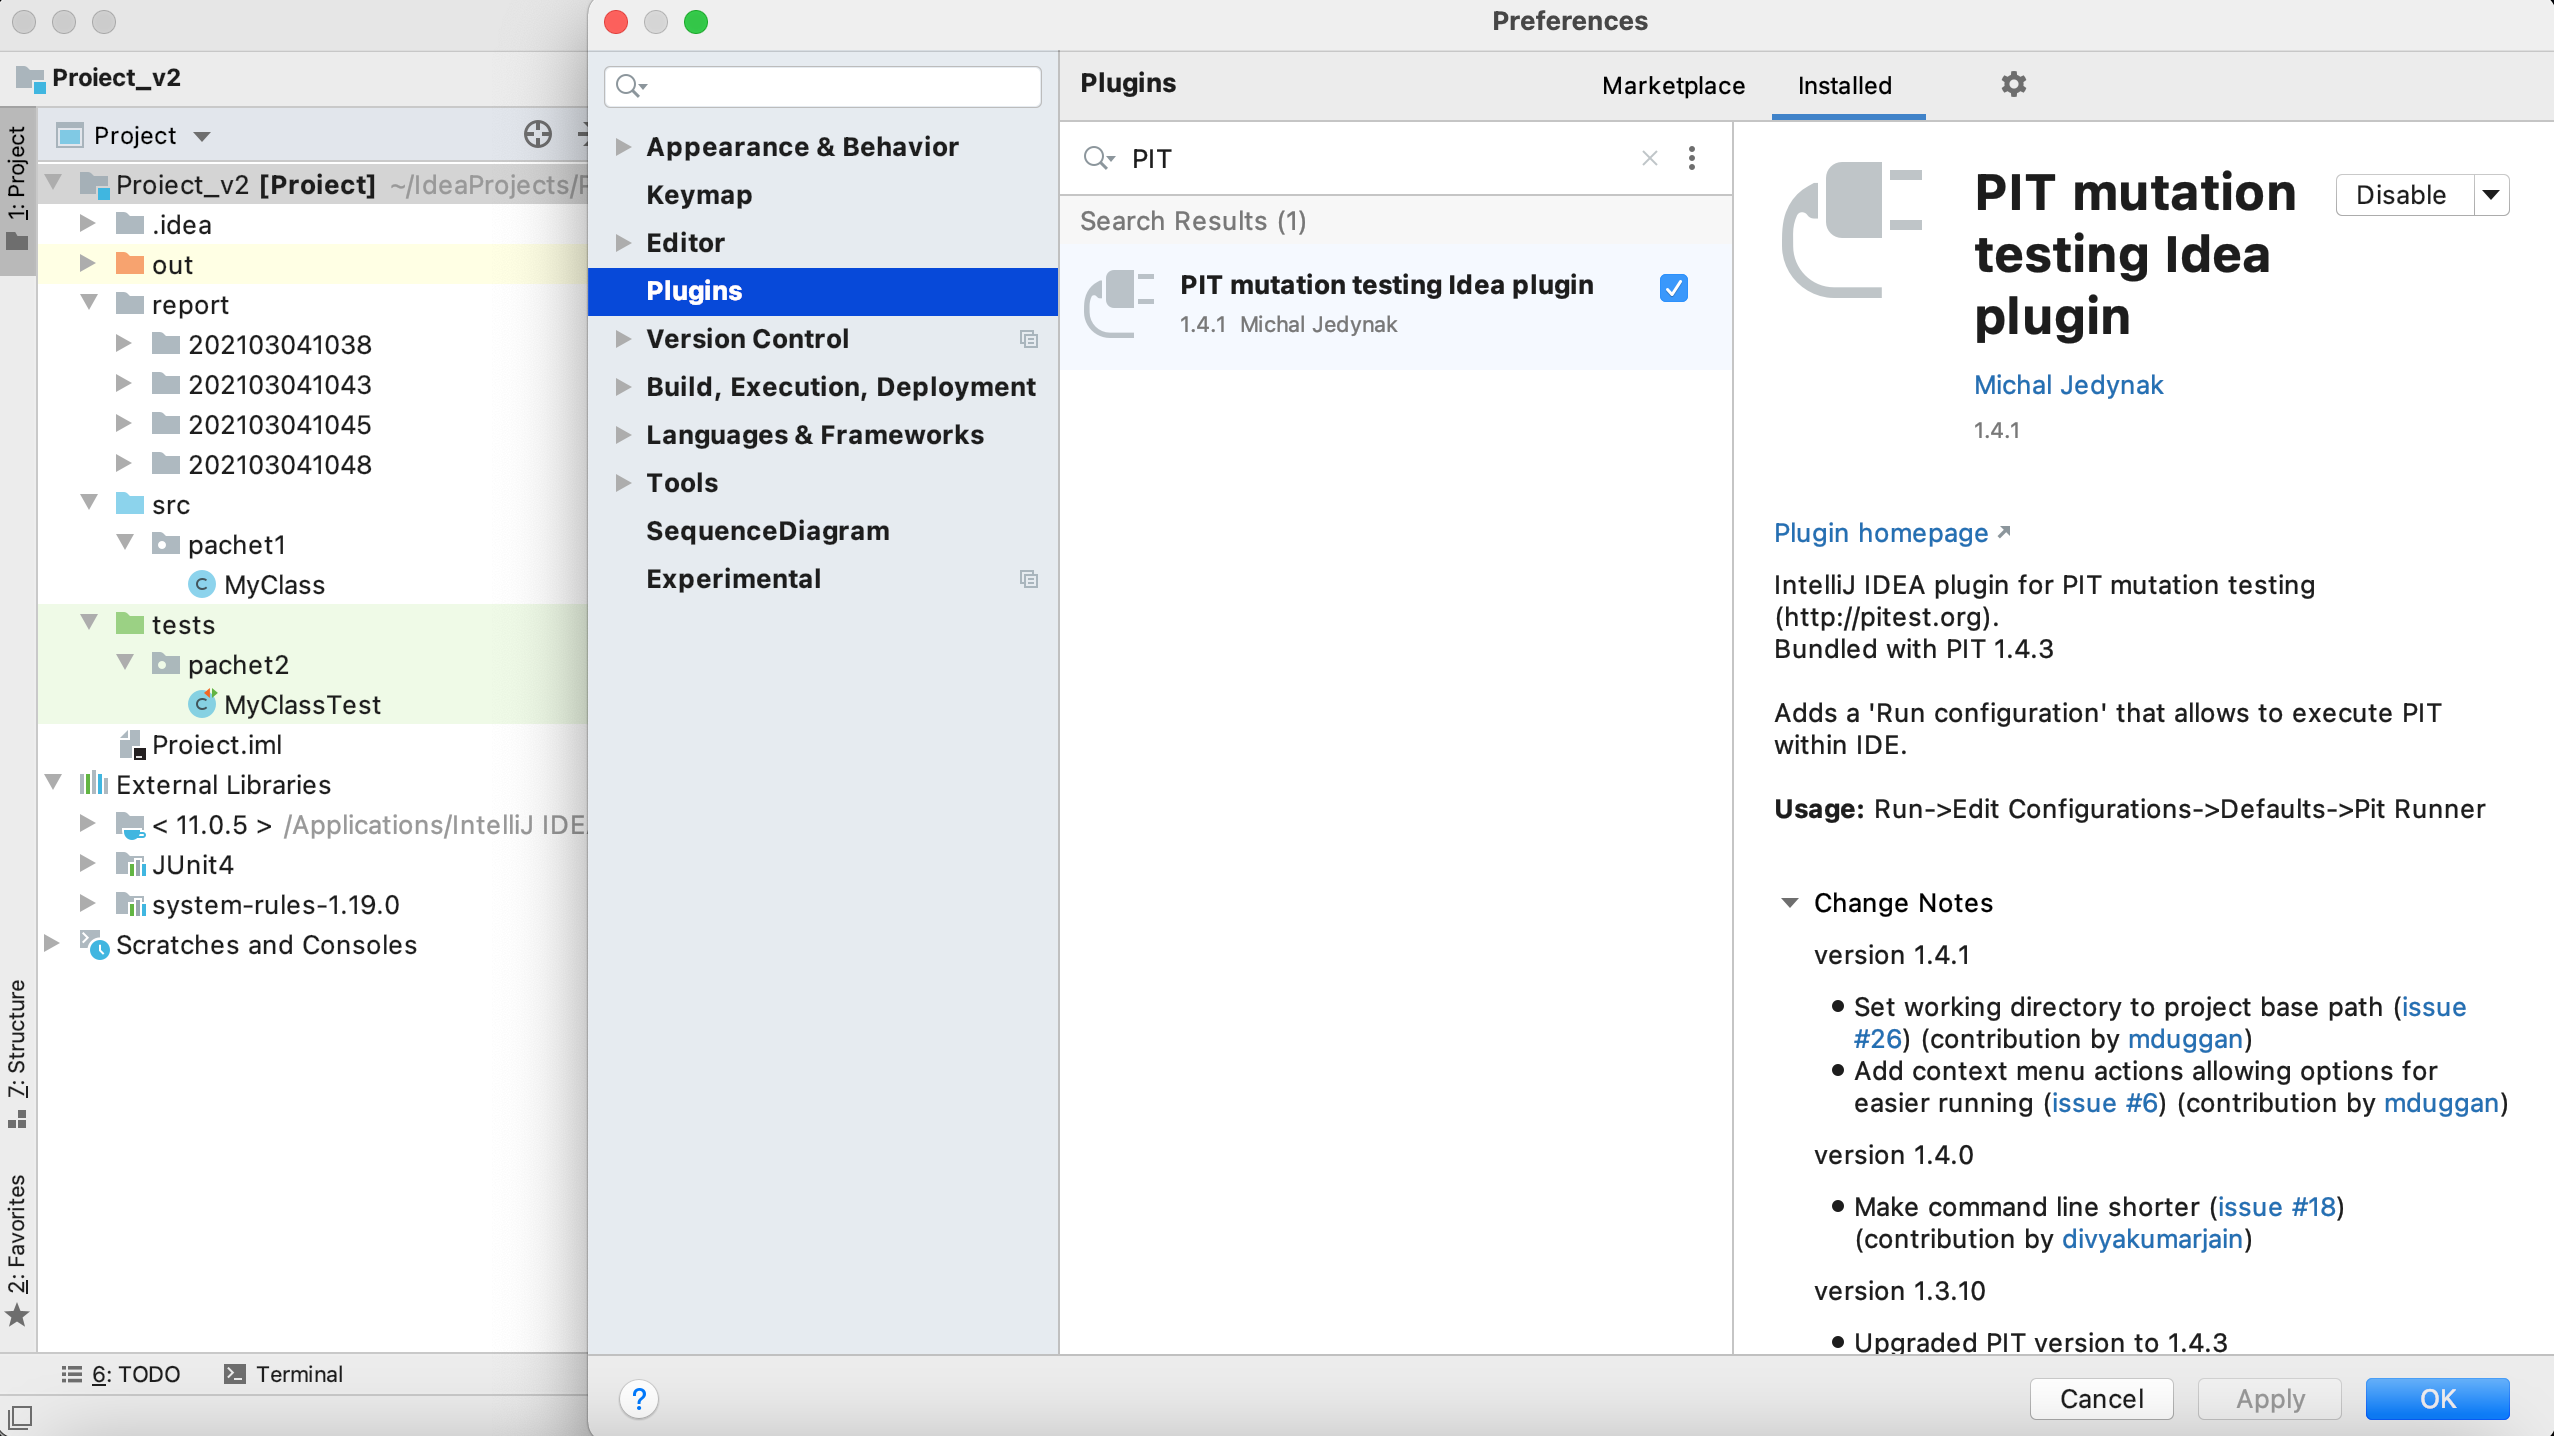 Proiect_v2
Project
1: Project
Proiect_v2 [Proiect] ~/IdeaProjects/
.idea
out
report
202103041038
202103041043
202103041045
202103041048
src
pachet1
MyClass
tests
pachet2
MyClassTest
Proiect.iml
External Libraries
< 11.0.5 > /Applications/IntelliJ IDE
JUnit4
system-rules-1.19.0
Scratches and Consoles
7: Structure
2: Favorites
6: TODO
Terminal
Preferences
Appearance & Behavior
Keymap
Editor
Plugins
Version Control
Build, Execution, Deployment
Languages & Frameworks
Tools
SequenceDiagram
Experimental
?
Plugins
Marketplace
Installed
PIT
Search Results (1)
PIT mutation testing Idea plugin
1.4.1 Michal Jedynak
PIT mutation
testing Idea
plugin
Disable
Michal Jedynak
1.4.1
Plugin homepage
IntelliJ IDEA plugin for PIT mutation testing
(http://pitest.org).
Bundled with PIT 1.4.3
Adds a 'Run configuration' that allows to execute PIT
within IDE.
Usage: Run->Edit Configurations->Defaults->Pit Runner
Change Notes
version 1.4.1
• Set working directory to project base path (issue
#26) (contribution by mduggan)
• Add context menu actions allowing options for
easier running (issue #6) (contribution by mduggan)
version 1.4.0
• Make command line shorter (issue #18)
(contribution by divyakumarjain)
version 1.3.10
• Upgraded PIT version to 1.4.3
Cancel
Apply
OK